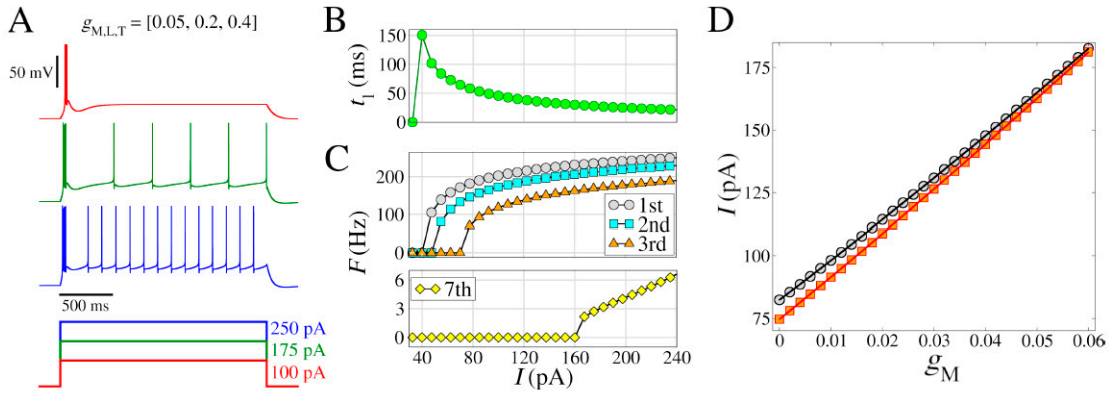 A
g_M,L,T = [0.05, 0.2, 0.4]
50 mV
500 ms
250 pA
175 pA
100 pA
B
t_1 (ms)
150
100
50
0
C
F (Hz)
200
100
0
1st
2nd
3rd
6
3
0
7th
40 80 120 160 200 240
I (pA)
D
I (pA)
175
150
125
100
75
0 0.01 0.02 0.03 0.04 0.05 0.06
g_M